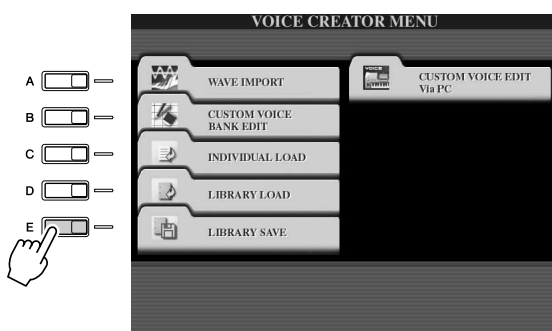 VOICE CREATOR MENU
A
WAVE IMPORT
B
CUSTOM VOICE
BANK EDIT
C
INDIVIDUAL LOAD
D
LIBRARY LOAD
E
LIBRARY SAVE
VOICE
CUSTOM VOICE EDIT
Via PC